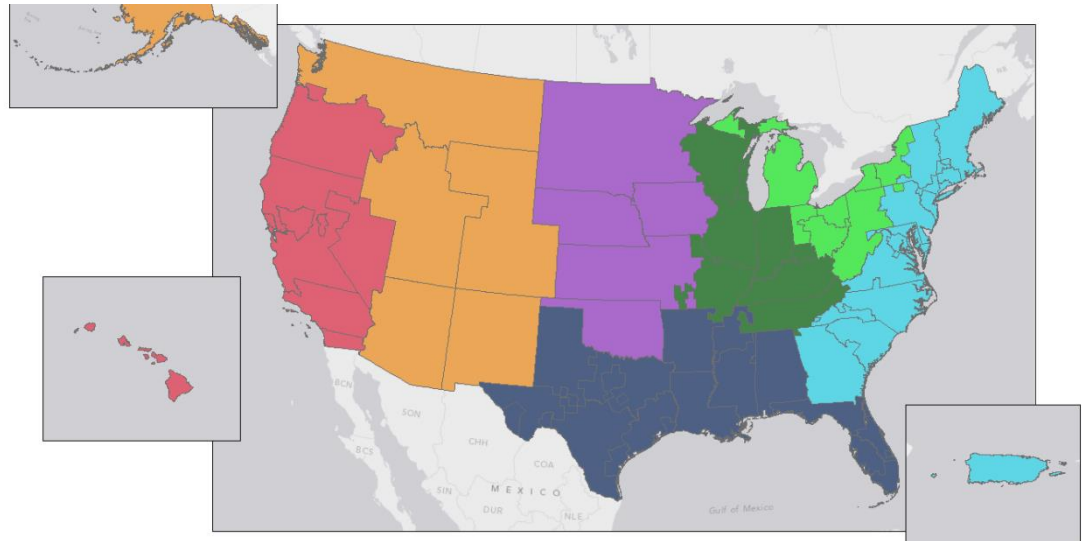 NS
BCN
SON
CHH
BCS
COA
MEXICO
SIN
DUR
NLE
Gulf of Mexico